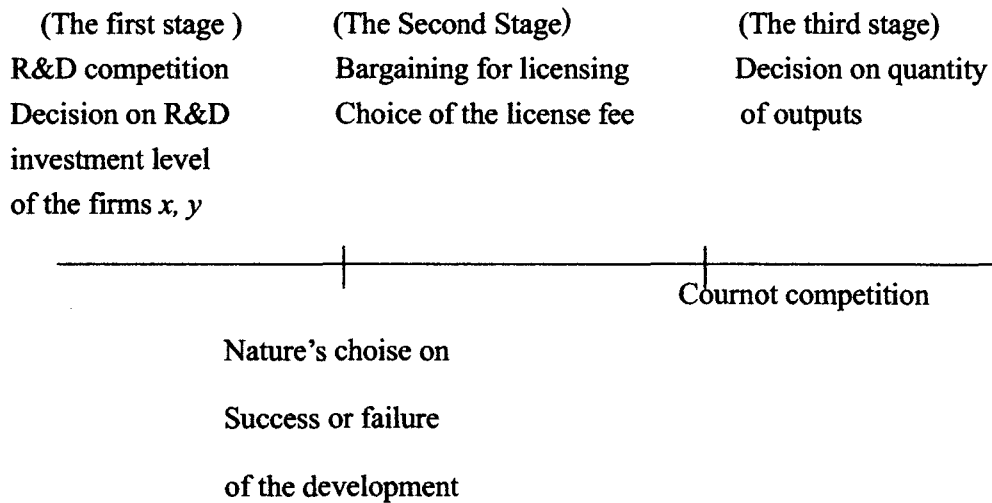 (The first stage )
R&D competition
Decision on R&D
investment level
of the firms x, y
(The Second Stage)
Bargaining for licensing
Choice of the license fee
(The third stage)
Decision on quantity
of outputs
Cournot competition
Nature's choise on
Success or failure
of the development